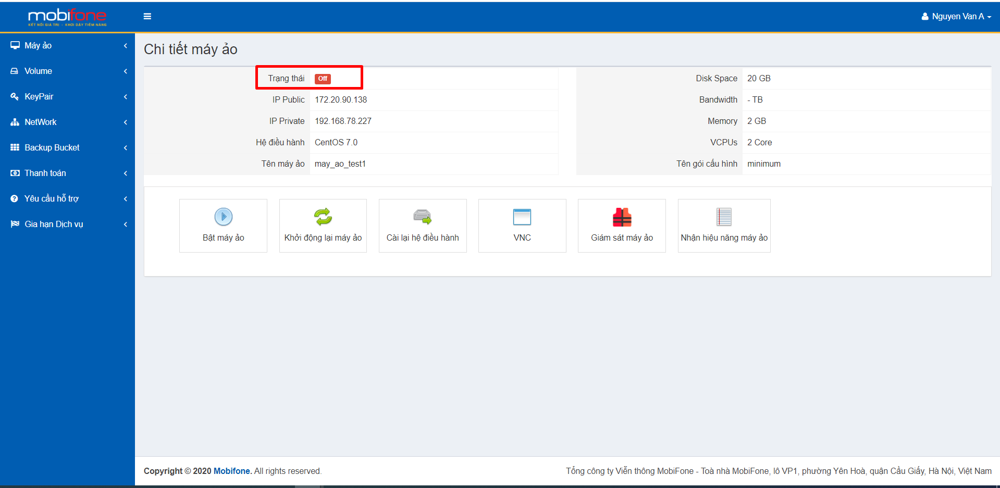 mobifone
KẾT NỐI GIÁ TRỊ - KHƠI DẬY TIỀM NĂNG
Nguyen Van A
Máy ảo
Volume
KeyPair
NetWork
Backup Bucket
Thanh toán
Yêu cầu hỗ trợ
Gia hạn Dịch vụ
Chi tiết máy ảo
Trạng thái Off
IP Public 172.20.90.138
IP Private 192.168.78.227
Hệ điều hành CentOS 7.0
Tên máy ảo may_ao_test1
Disk Space 20 GB
Bandwidth - TB
Memory 2 GB
VCPUs 2 Core
Tên gói cấu hình minimum
Bật máy ảo
Khởi động lại máy ảo
Cài lại hệ điều hành
VNC
Giám sát máy ảo
Nhận hiệu năng máy ảo
Copyright © 2020 Mobifone. All rights reserved.
Tổng công ty Viễn thông MobiFone - Toà nhà MobiFone, lô VP1, phường Yên Hoà, quận Cầu Giấy, Hà Nội, Việt Nam